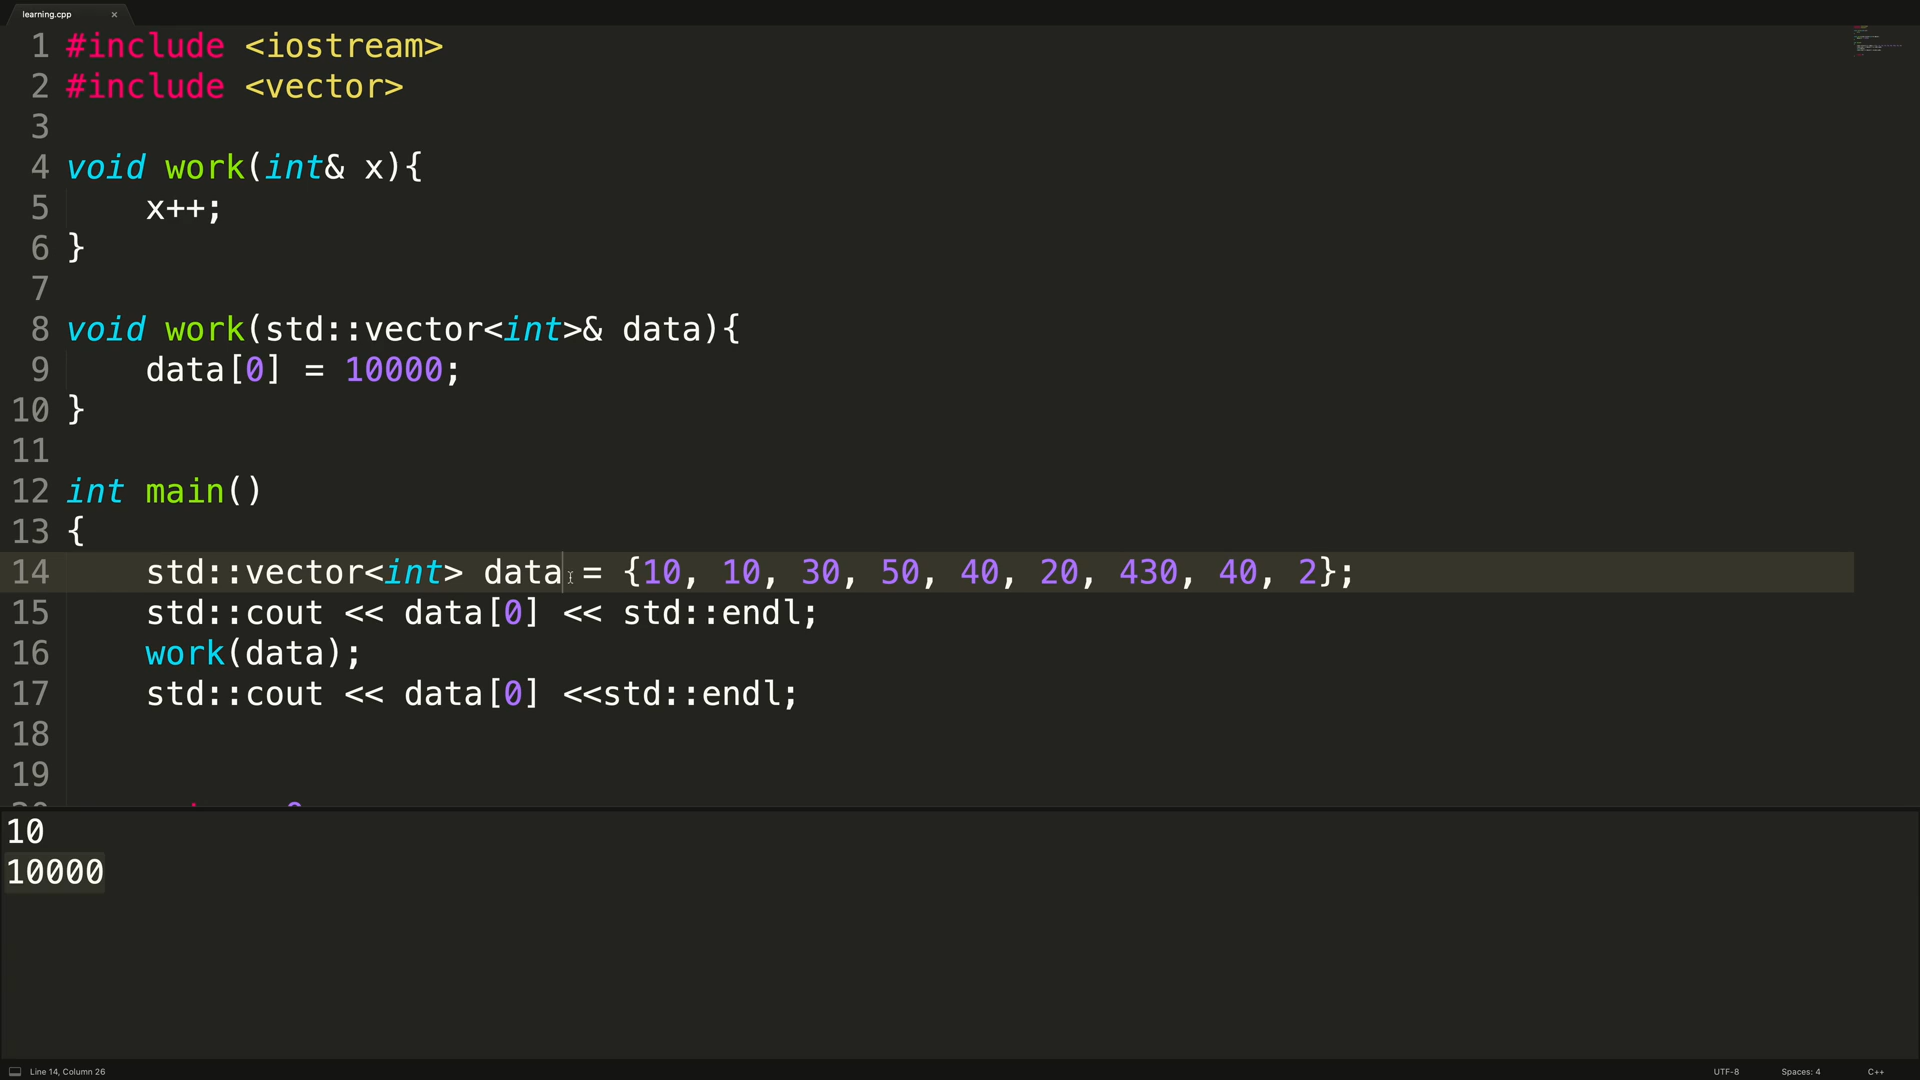 learning.cpp ×
1 #include <iostream>
2 #include <vector>
3
4 void work(int& x){
5     x++;
6 }
7
8 void work(std::vector<int>& data){
9     data[0] = 10000;
10 }
11
12 int main()
13 {
14     std::vector<int> data = {10, 10, 30, 50, 40, 20, 430, 40, 2};
15     std::cout << data[0] << std::endl;
16     work(data);
17     std::cout << data[0] <<std::endl;
18
19
10
10000
Line 14, Column 26 UTF-8 Spaces: 4 C++